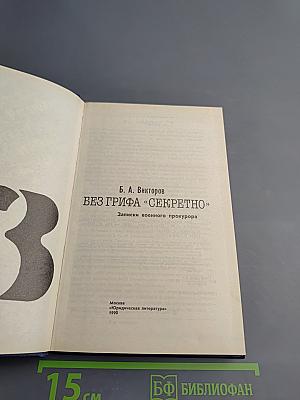 Б. А. Викторов
БЕЗ ГРИФА «СЕКРЕТНО»
Записки военного прокурора
Москва
«Юридическая литература»
1990
15 СМ
БФ БИБЛИОФАН